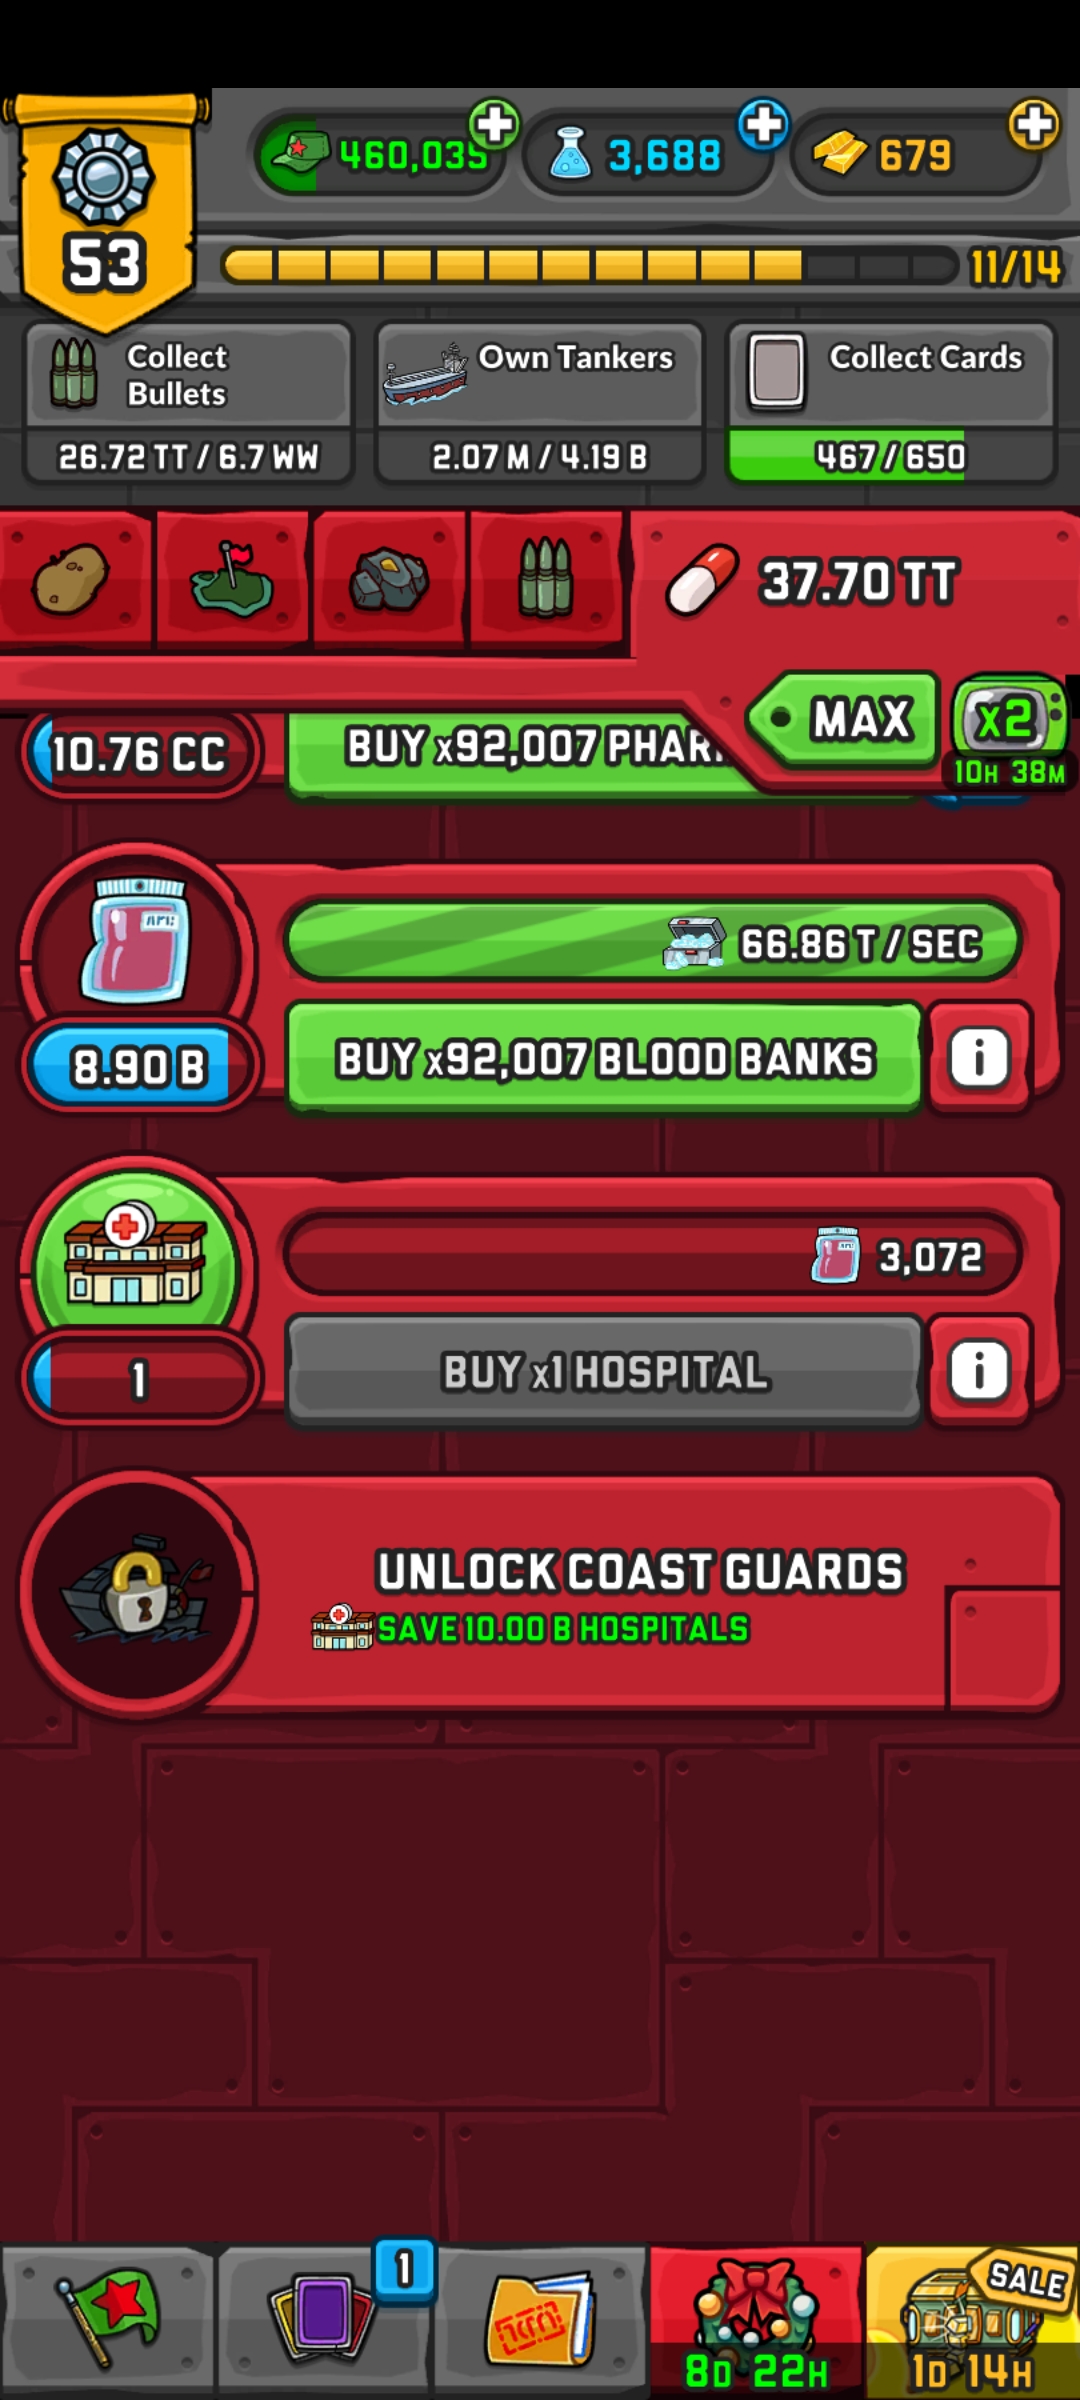 460,035
3,688
679
53
11/14
Collect
Bullets
26.72 TT / 6.7 WW
Own Tankers
2.07 M / 4.19 B
Collect Cards
467 / 650
37.70 TT
MAX
x2
10H 38M
10.76 CC
BUY x92,007 PHAR
66.86 T / SEC
8.90 B
BUY x92,007 BLOOD BANKS
3,072
1
BUY x1 HOSPITAL
UNLOCK COAST GUARDS
SAVE 10.00 B HOSPITALS
1
SALE
8D 22H
1D 14H